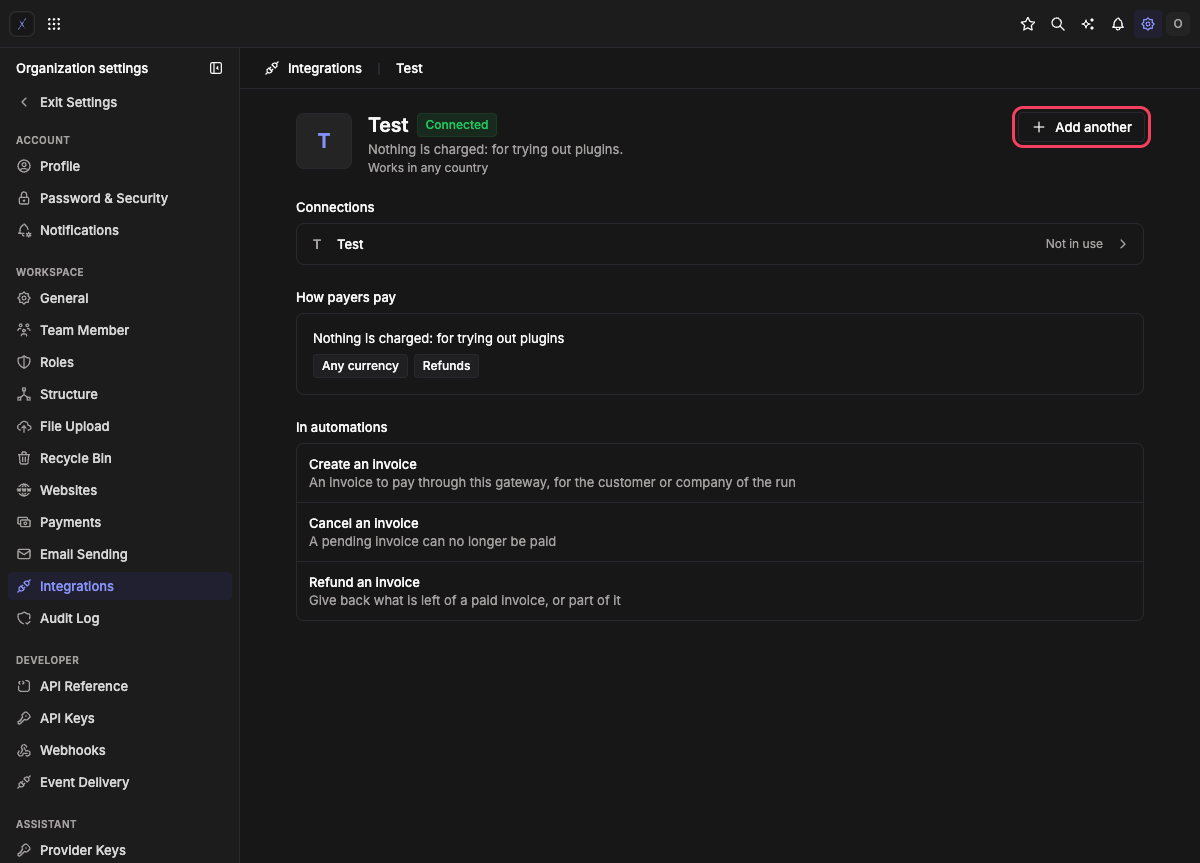 O
Organization settings
Integrations
Test
Exit Settings
ACCOUNT
Profile
Password & Security
Notifications
WORKSPACE
General
Team Member
Roles
Structure
File Upload
Recycle Bin
Websites
Payments
Email Sending
Integrations
Audit Log
DEVELOPER
API Reference
API Keys
Webhooks
Event Delivery
ASSISTANT
Provider Keys
T
Test
Connected
Nothing is charged: for trying out plugins.
Works in any country
Add another
Connections
T
Test
Not in use
How payers pay
Nothing is charged: for trying out plugins
Any currency
Refunds
In automations
Create an invoice
An invoice to pay through this gateway, for the customer or company of the run
Cancel an invoice
A pending invoice can no longer be paid
Refund an invoice
Give back what is left of a paid invoice, or part of it